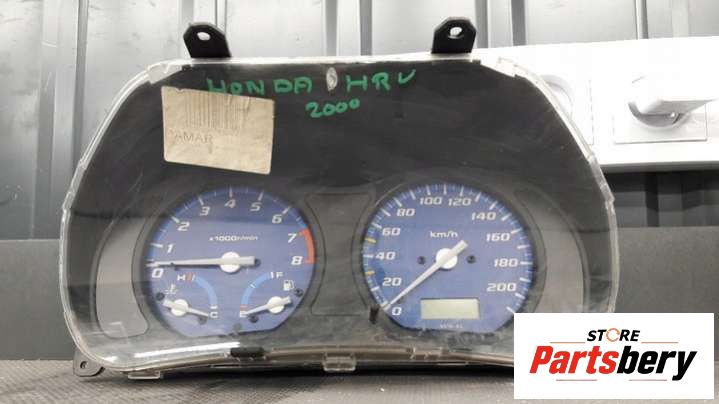 HONDA HRV
2000
AMAR
0 1 2 3 4 5 6 7 8
x1000r/min
H C
F E
0 20 40 60 80 100 120 140 160 180 200
km/h
STORE
Partsbery